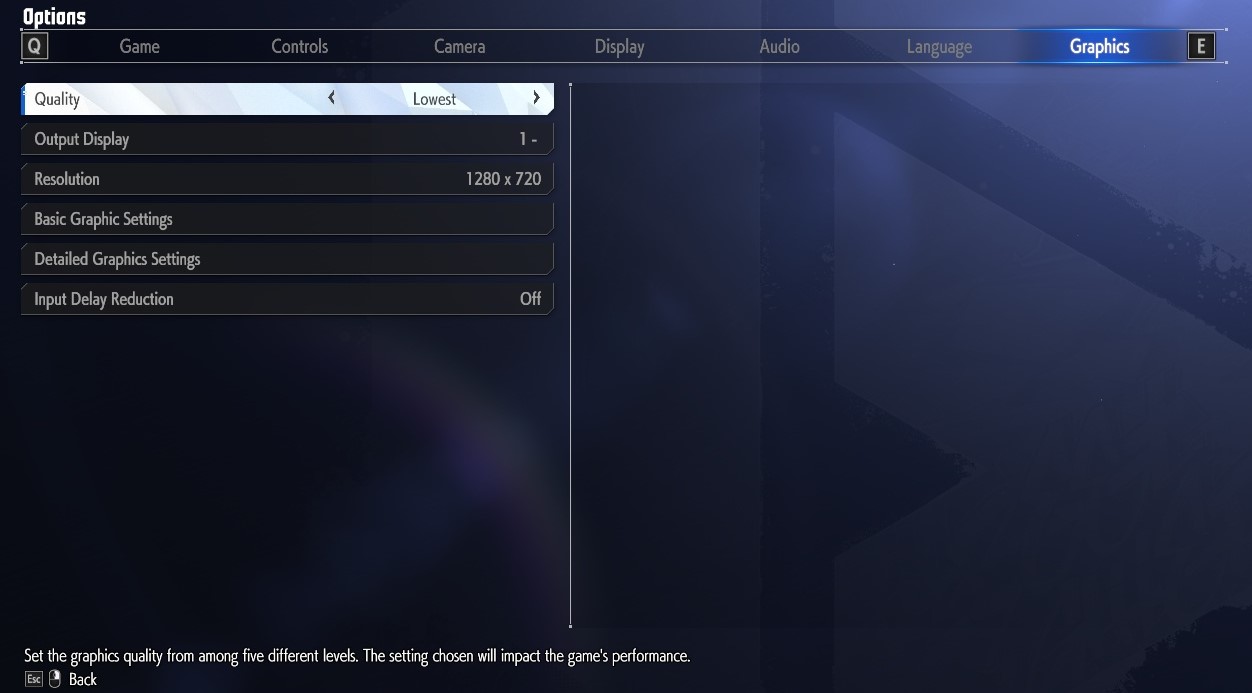 Options
Q Game Controls Camera Display Audio Language Graphics E
Quality Lowest
Output Display 1 -
Resolution 1280 x 720
Basic Graphic Settings
Detailed Graphics Settings
Input Delay Reduction Off
Set the graphics quality from among five different levels. The setting chosen will impact the game's performance.
Esc Back